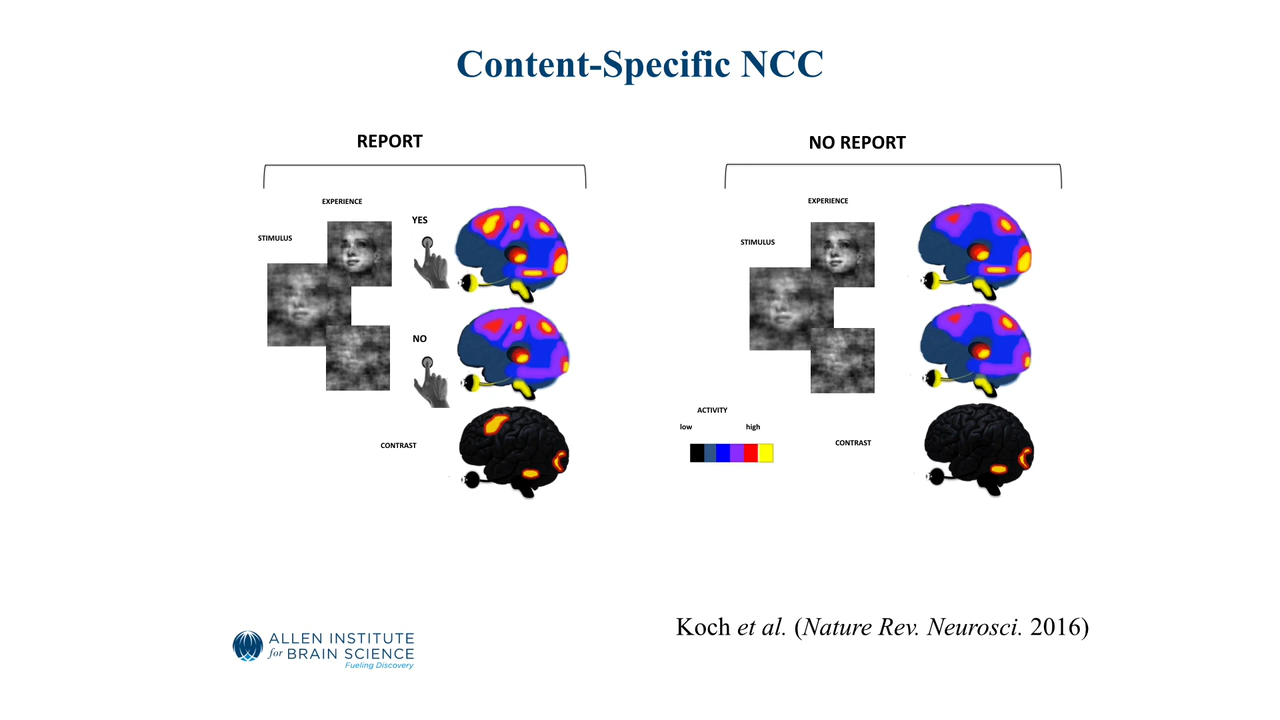 Content-Specific NCC
REPORT
EXPERIENCE
STIMULUS
YES
NO
CONTRAST
NO REPORT
EXPERIENCE
STIMULUS
ACTIVITY
low high
CONTRAST
ALLEN INSTITUTE
for BRAIN SCIENCE
Fueling Discovery
Koch et al. (Nature Rev. Neurosci. 2016)